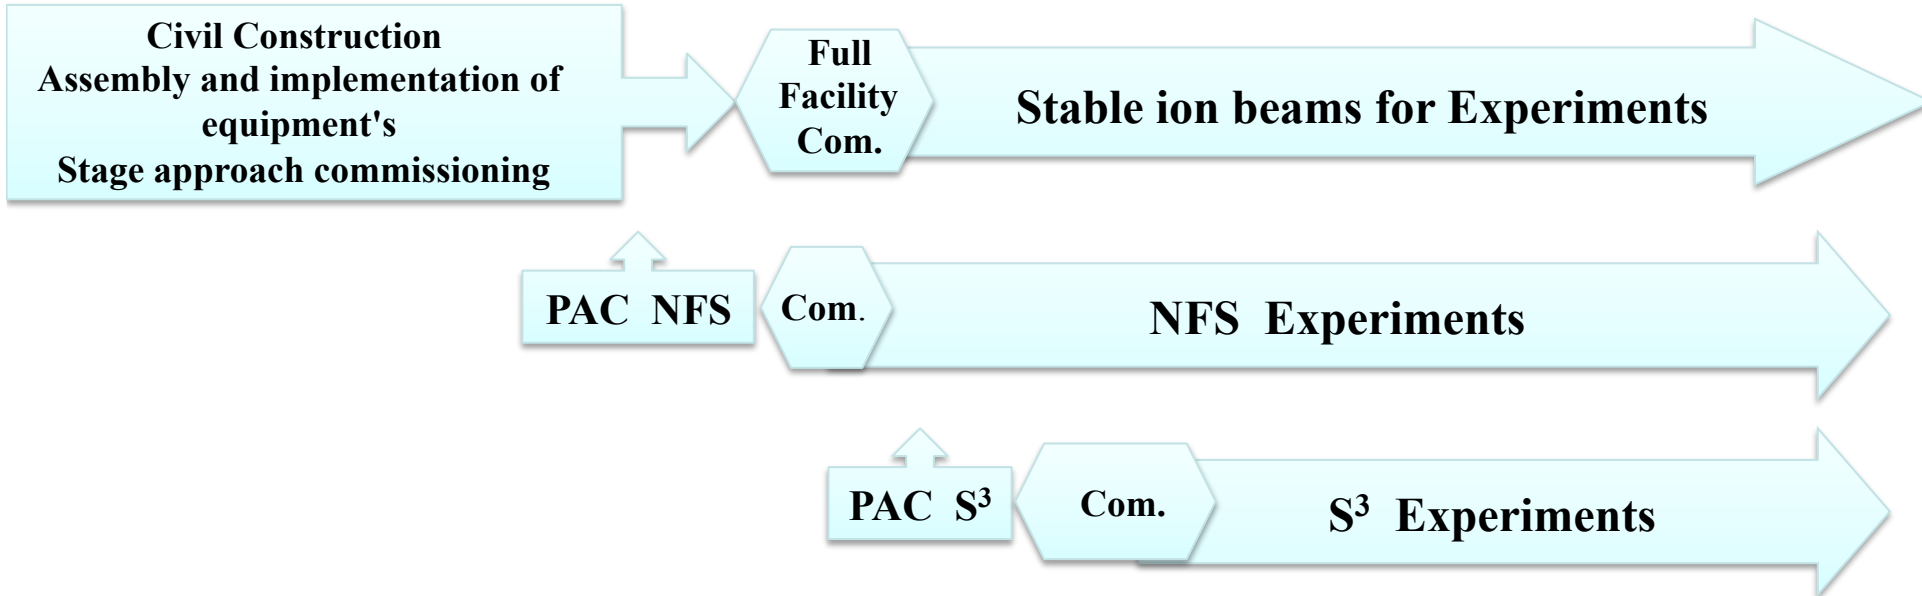 Civil Construction
Assembly and implementation of
equipment's
Stage approach commissioning
Full
Facility
Com.
Stable ion beams for Experiments
PAC NFS
Com.
NFS Experiments
PAC S³
Com.
S³ Experiments